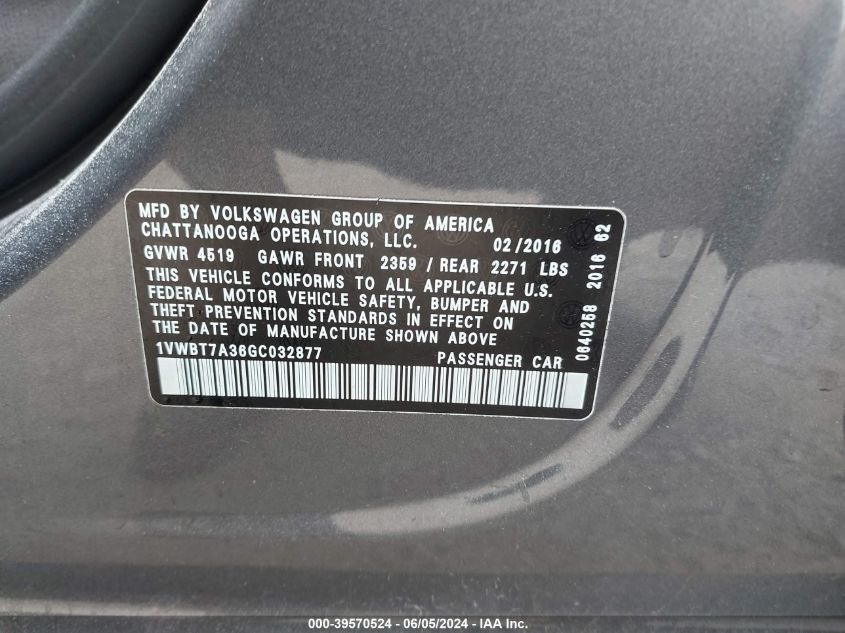 MFD BY VOLKSWAGEN GROUP OF AMERICA
CHATTANOOGA OPERATIONS, LLC. 02/2016
GVWR 4519 GAWR FRONT 2359 / REAR 2271 LBS
THIS VEHICLE CONFORMS TO ALL APPLICABLE U.S.
FEDERAL MOTOR VEHICLE SAFETY, BUMPER AND
THEFT PREVENTION STANDARDS IN EFFECT ON
THE DATE OF MANUFACTURE SHOWN ABOVE
1VWBT7A36GC032877 PASSENGER CAR
0640258 2016 62
000-39570524 - 06/05/2024 - IAA Inc.